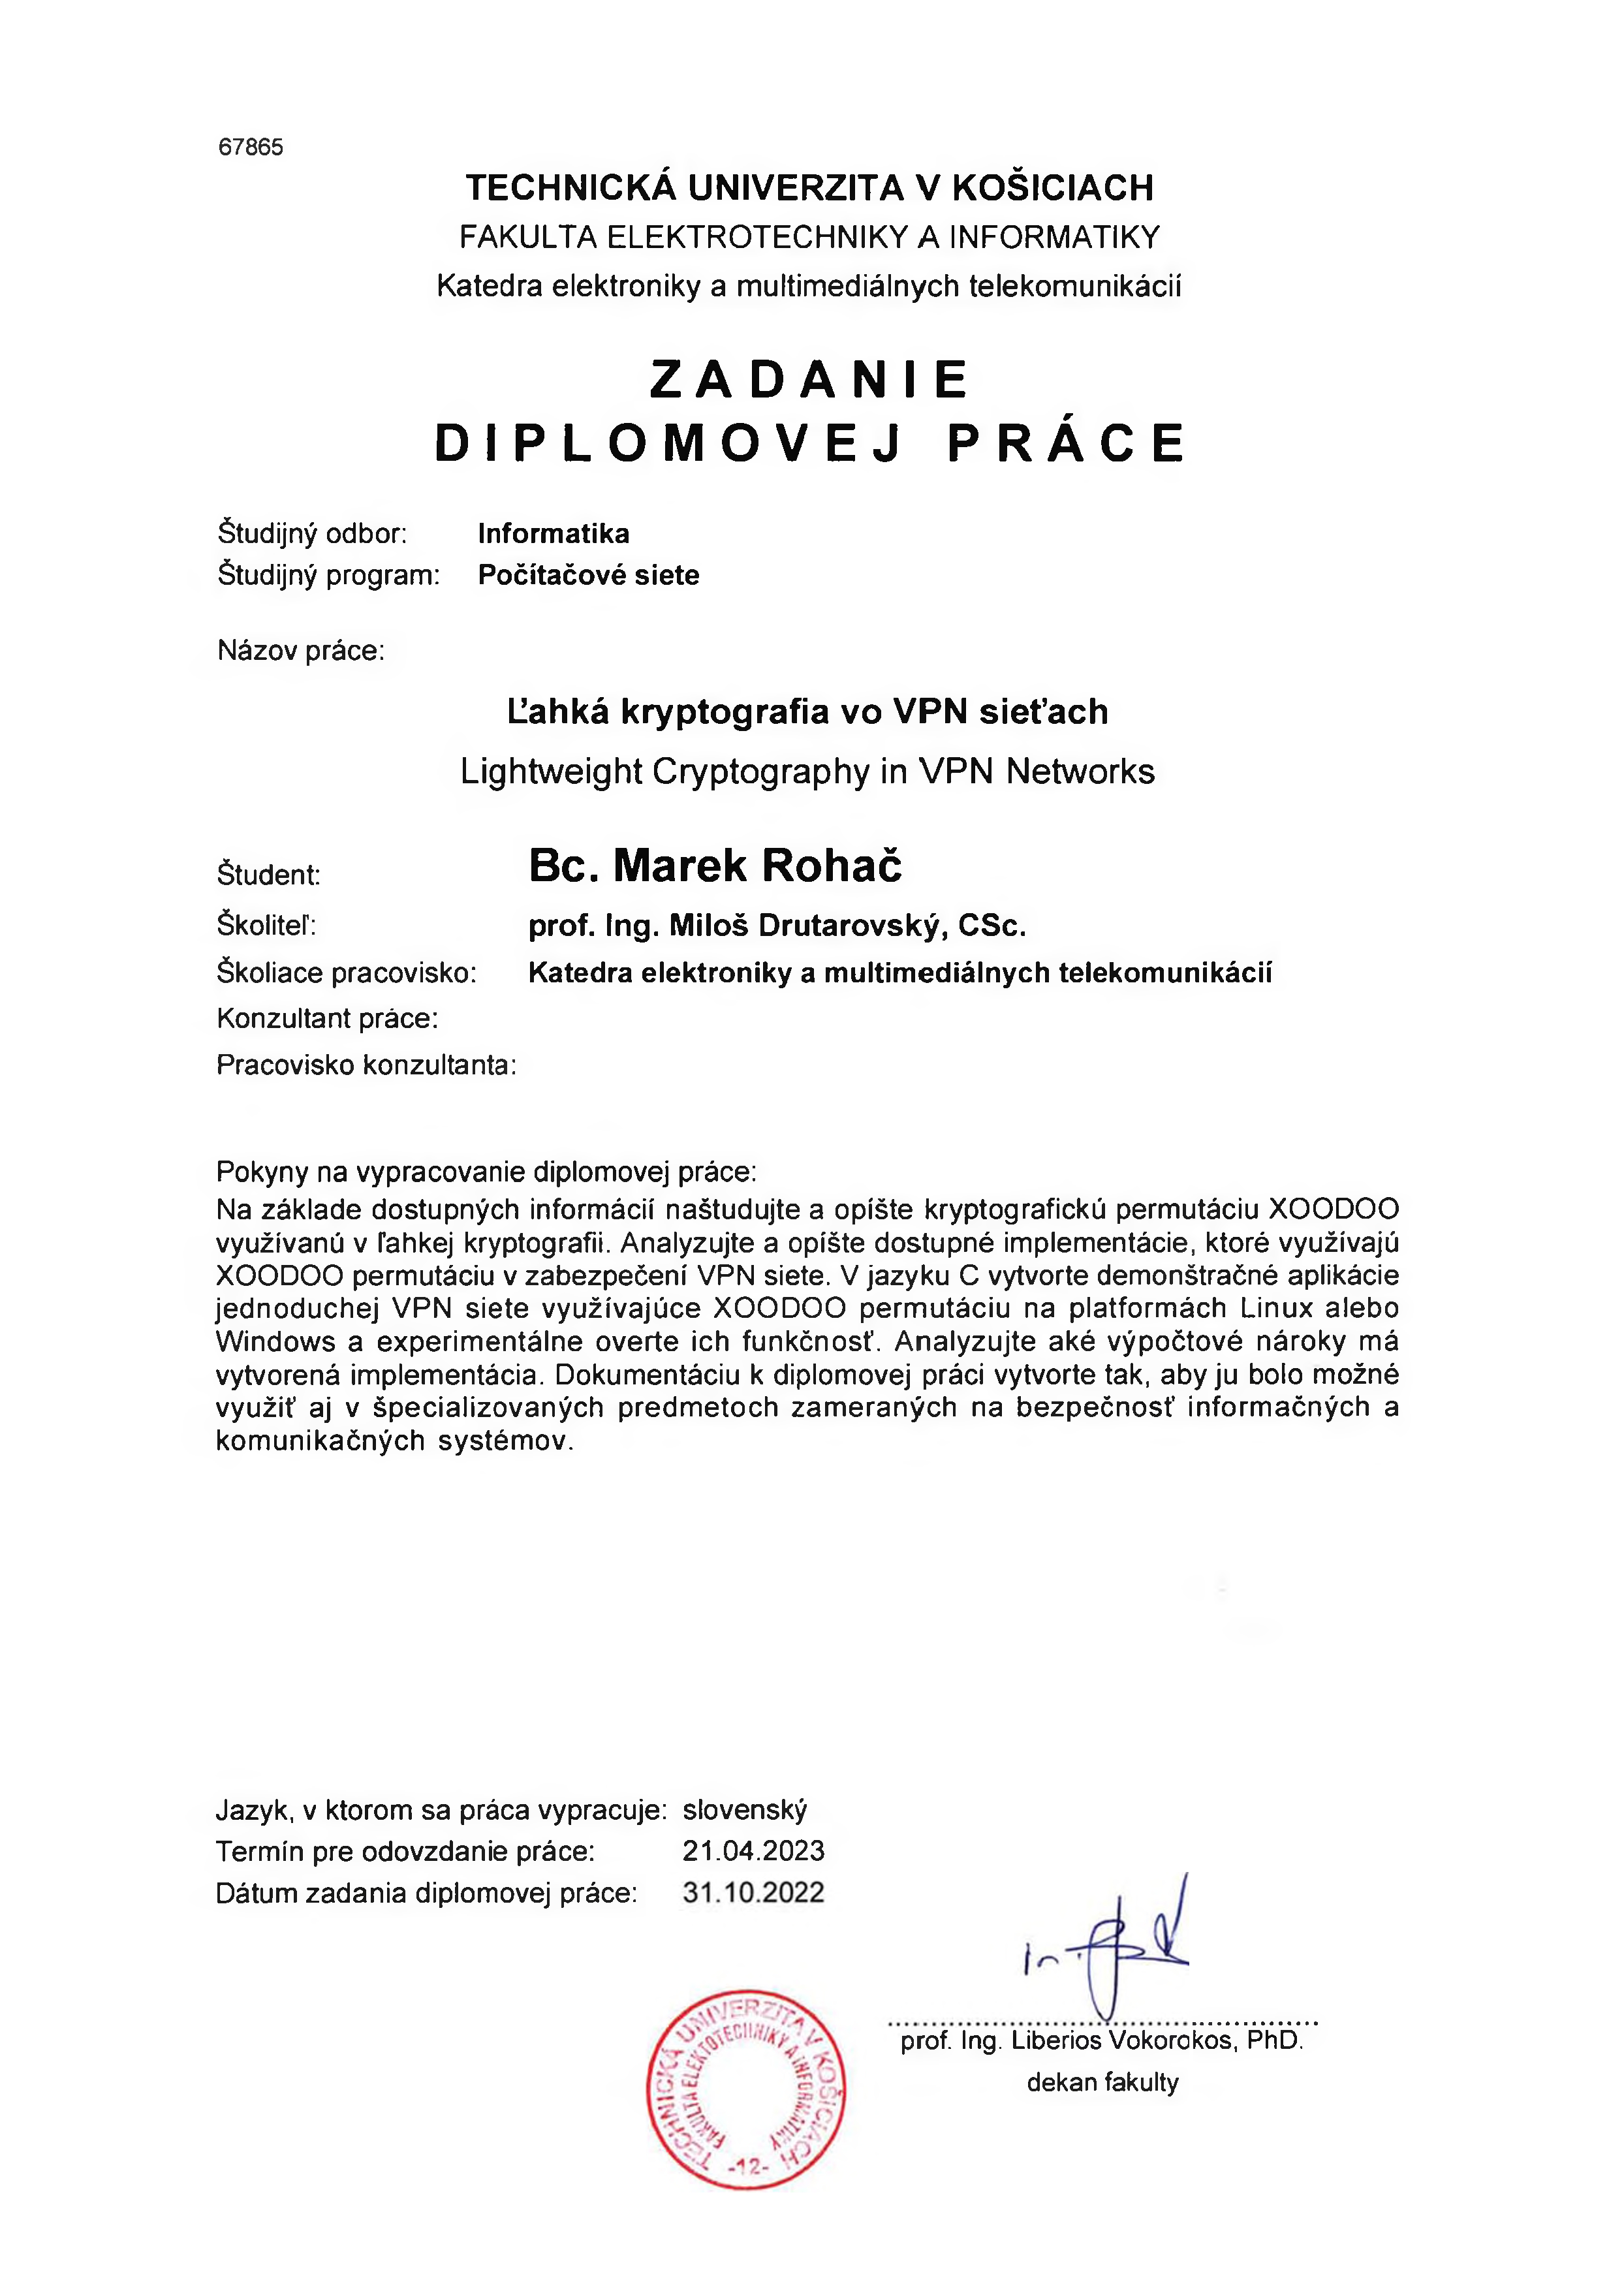 67865
TECHNICKÁ UNIVERZITA V KOŠICIACH
FAKULTA ELEKTROTECHNIKY A INFORMATIKY
Katedra elektroniky a multimediálnych telekomunikácií
ZADANIE
DIPLOMOVEJ PRÁCE
Študijný odbor: Informatika
Študijný program: Počítačové siete
Názov práce:
Ľahká kryptografia vo VPN sieťach
Lightweight Cryptography in VPN Networks
Študent: Bc. Marek Rohač
Školiteľ: prof. Ing. Miloš Drutarovský, CSc.
Školiace pracovisko: Katedra elektroniky a multimediálnych telekomunikácií
Konzultant práce:
Pracovisko konzultanta:
Pokyny na vypracovanie diplomovej práce:
Na základe dostupných informácií naštudujte a opíšte kryptografickú permutáciu XOODOO
využívanú v ľahkej kryptografii. Analyzujte a opíšte dostupné implementácie, ktoré využívajú
XOODOO permutáciu v zabezpečení VPN siete. V jazyku C vytvorte demonštračné aplikácie
jednoduchej VPN siete využívajúce XOODOO permutáciu na platformách Linux alebo
Windows a experimentálne overte ich funkčnosť. Analyzujte aké výpočtové nároky má
vytvorená implementácia. Dokumentáciu k diplomovej práci vytvorte tak, aby ju bolo možné
využiť aj v špecializovaných predmetoch zameraných na bezpečnosť informačných a
komunikačných systémov.
Jazyk, v ktorom sa práca vypracuje: slovenský
Termín pre odovzdanie práce: 21.04.2023
Dátum zadania diplomovej práce: 31.10.2022
prof. Ing. Liberios Vokorokos, PhD.
dekan fakulty
TECHNICKÁ UNIVERZITA V KOŠICIACH
FAKULTA ELEKTROTECHNIKY A INFORMATIKY
-12-